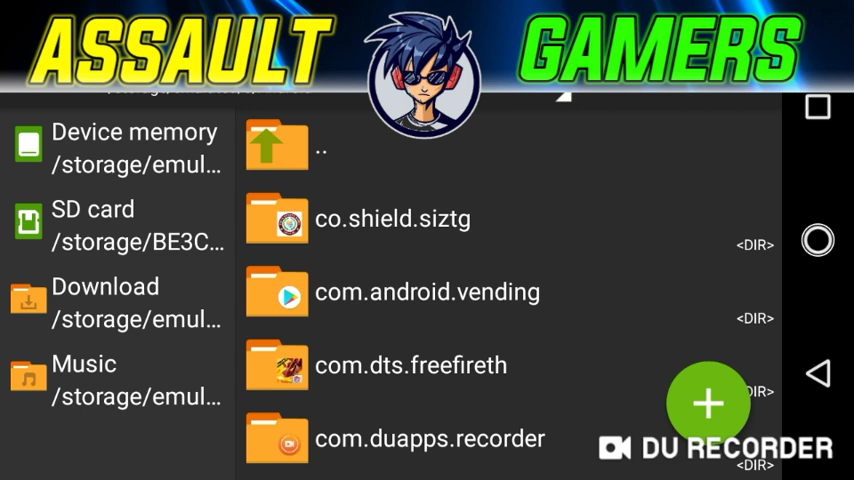 ASSAULT GAMERS
Device memory
/storage/emul...
SD card
/storage/BE3C...
Download
/storage/emul...
Music
/storage/emul...
..
co.shield.siztg
<DIR>
com.android.vending
<DIR>
com.dts.freefireth
<DIR>
com.duapps.recorder
<DIR>
+
DU RECORDER